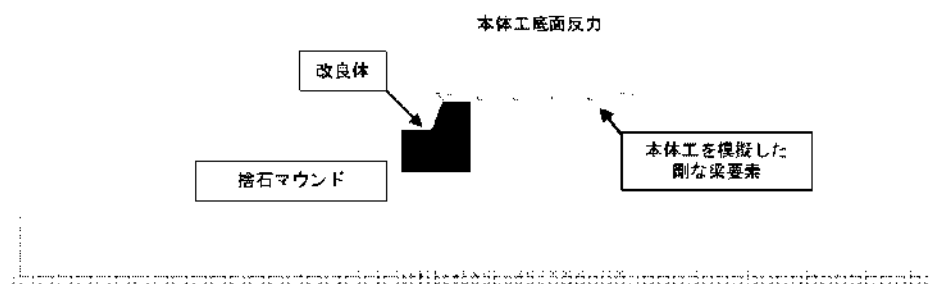 本体工底面反力
改良体
本体工を模擬した
剛な梁要素
捨石マウンド